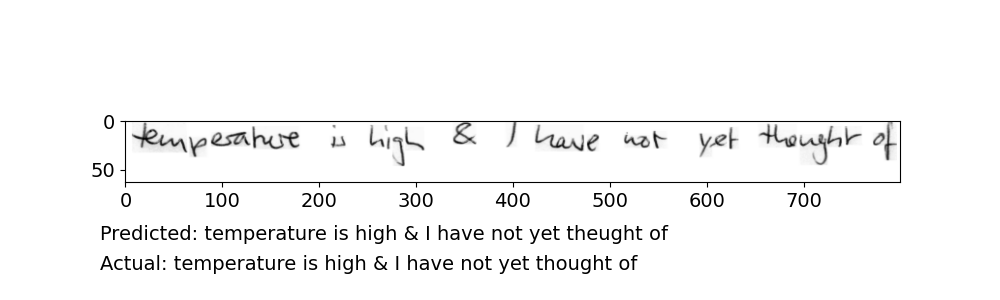 0
temperature is high & I have not yet thought of
50
0 100 200 300 400 500 600 700
Predicted: temperature is high & I have not yet theught of
Actual: temperature is high & I have not yet thought of